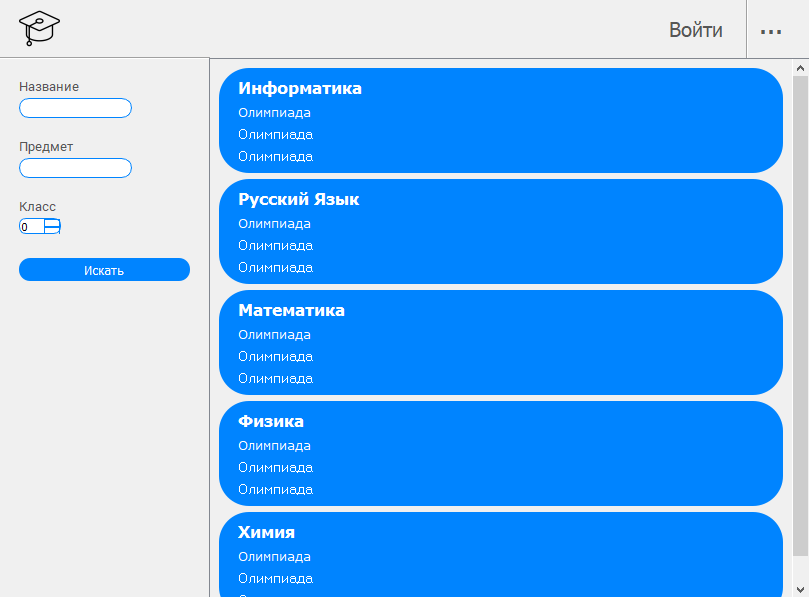 Войти
...
Название
Предмет
Класс
0
Искать
Информатика
Олимпиада
Олимпиада
Олимпиада
Русский Язык
Олимпиада
Олимпиада
Олимпиада
Математика
Олимпиада
Олимпиада
Олимпиада
Физика
Олимпиада
Олимпиада
Олимпиада
Химия
Олимпиада
Олимпиада